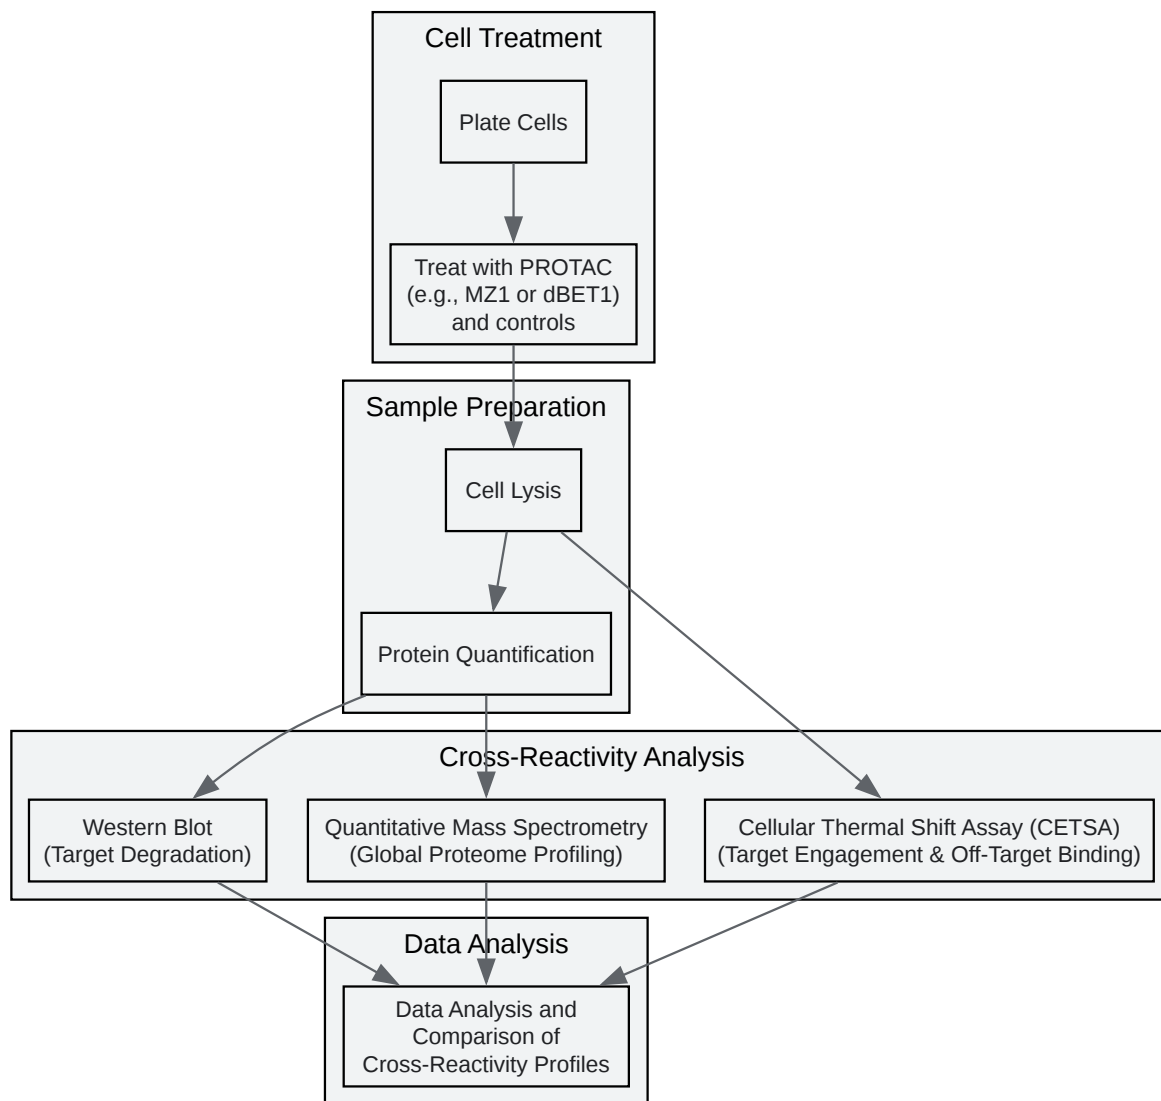 Cell Treatment
Plate Cells
Treat with PROTAC
(e.g., MZ1 or dBET1)
and controls
Sample Preparation
Cell Lysis
Protein Quantification
Cross-Reactivity Analysis
Western Blot
(Target Degradation)
Quantitative Mass Spectrometry
(Global Proteome Profiling)
Cellular Thermal Shift Assay (CETSA)
(Target Engagement & Off-Target Binding)
Data Analysis
Data Analysis and
Comparison of
Cross-Reactivity Profiles